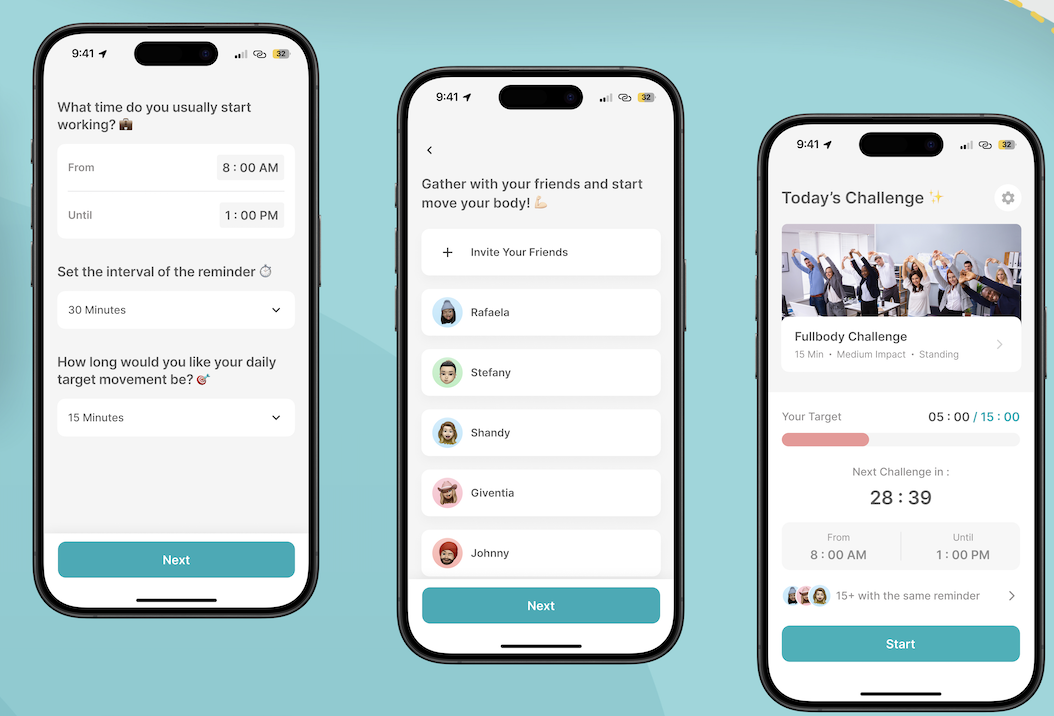 9:41
32
What time do you usually start
working? 💼
From
8 : 00 AM
Until
1 : 00 PM
Set the interval of the reminder ⏱
30 Minutes
How long would you like your daily
target movement be? 🎯
15 Minutes
Next
9:41
32
Gather with your friends and start
move your body! 💪🏻
+ Invite Your Friends
Rafaela
Stefany
Shandy
Giventia
Johnny
Next
9:41
32
Today’s Challenge ✨
Fullbody Challenge
15 Min • Medium Impact • Standing
Your Target 05 : 00 / 15 : 00
Next Challenge in :
28 : 39
From Until
8 : 00 AM 1 : 00 PM
15+ with the same reminder
Start